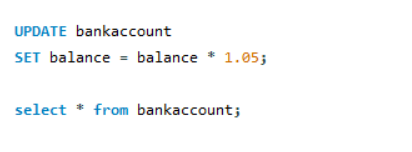 UPDATE bankaccount
SET balance = balance * 1.05;
select * from bankaccount;